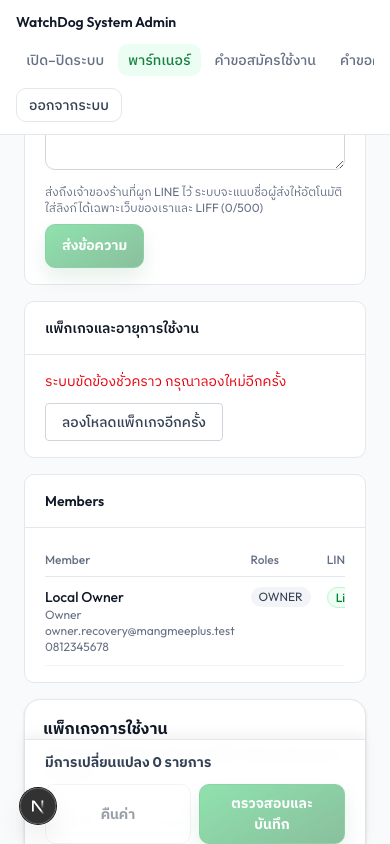 WatchDog System Admin
เปิด-ปิดระบบ พาร์ทเนอร์ คำขอสมัครใช้งาน คำขอ
ออกจากระบบ
ส่งถึงเจ้าของร้านที่ผูก LINE ไว้ ระบบจะแนบชื่อผู้ส่งให้อัตโนมัติ
ใส่ลิงก์ได้เฉพาะเว็บของเราและ LIFF (0/500)
ส่งข้อความ
แพ็กเกจและอายุการใช้งาน
ระบบขัดข้องชั่วคราว กรุณาลองใหม่อีกครั้ง
ลองโหลดแพ็กเกจอีกครั้ง
Members
Member Roles LIN
Local Owner OWNER Li
Owner
owner.recovery@mangmeeplus.test
0812345678
แพ็กเกจการใช้งาน
มีการเปลี่ยนแปลง 0 รายการ
N
คืนค่า
ตรวจสอบและ
บันทึก